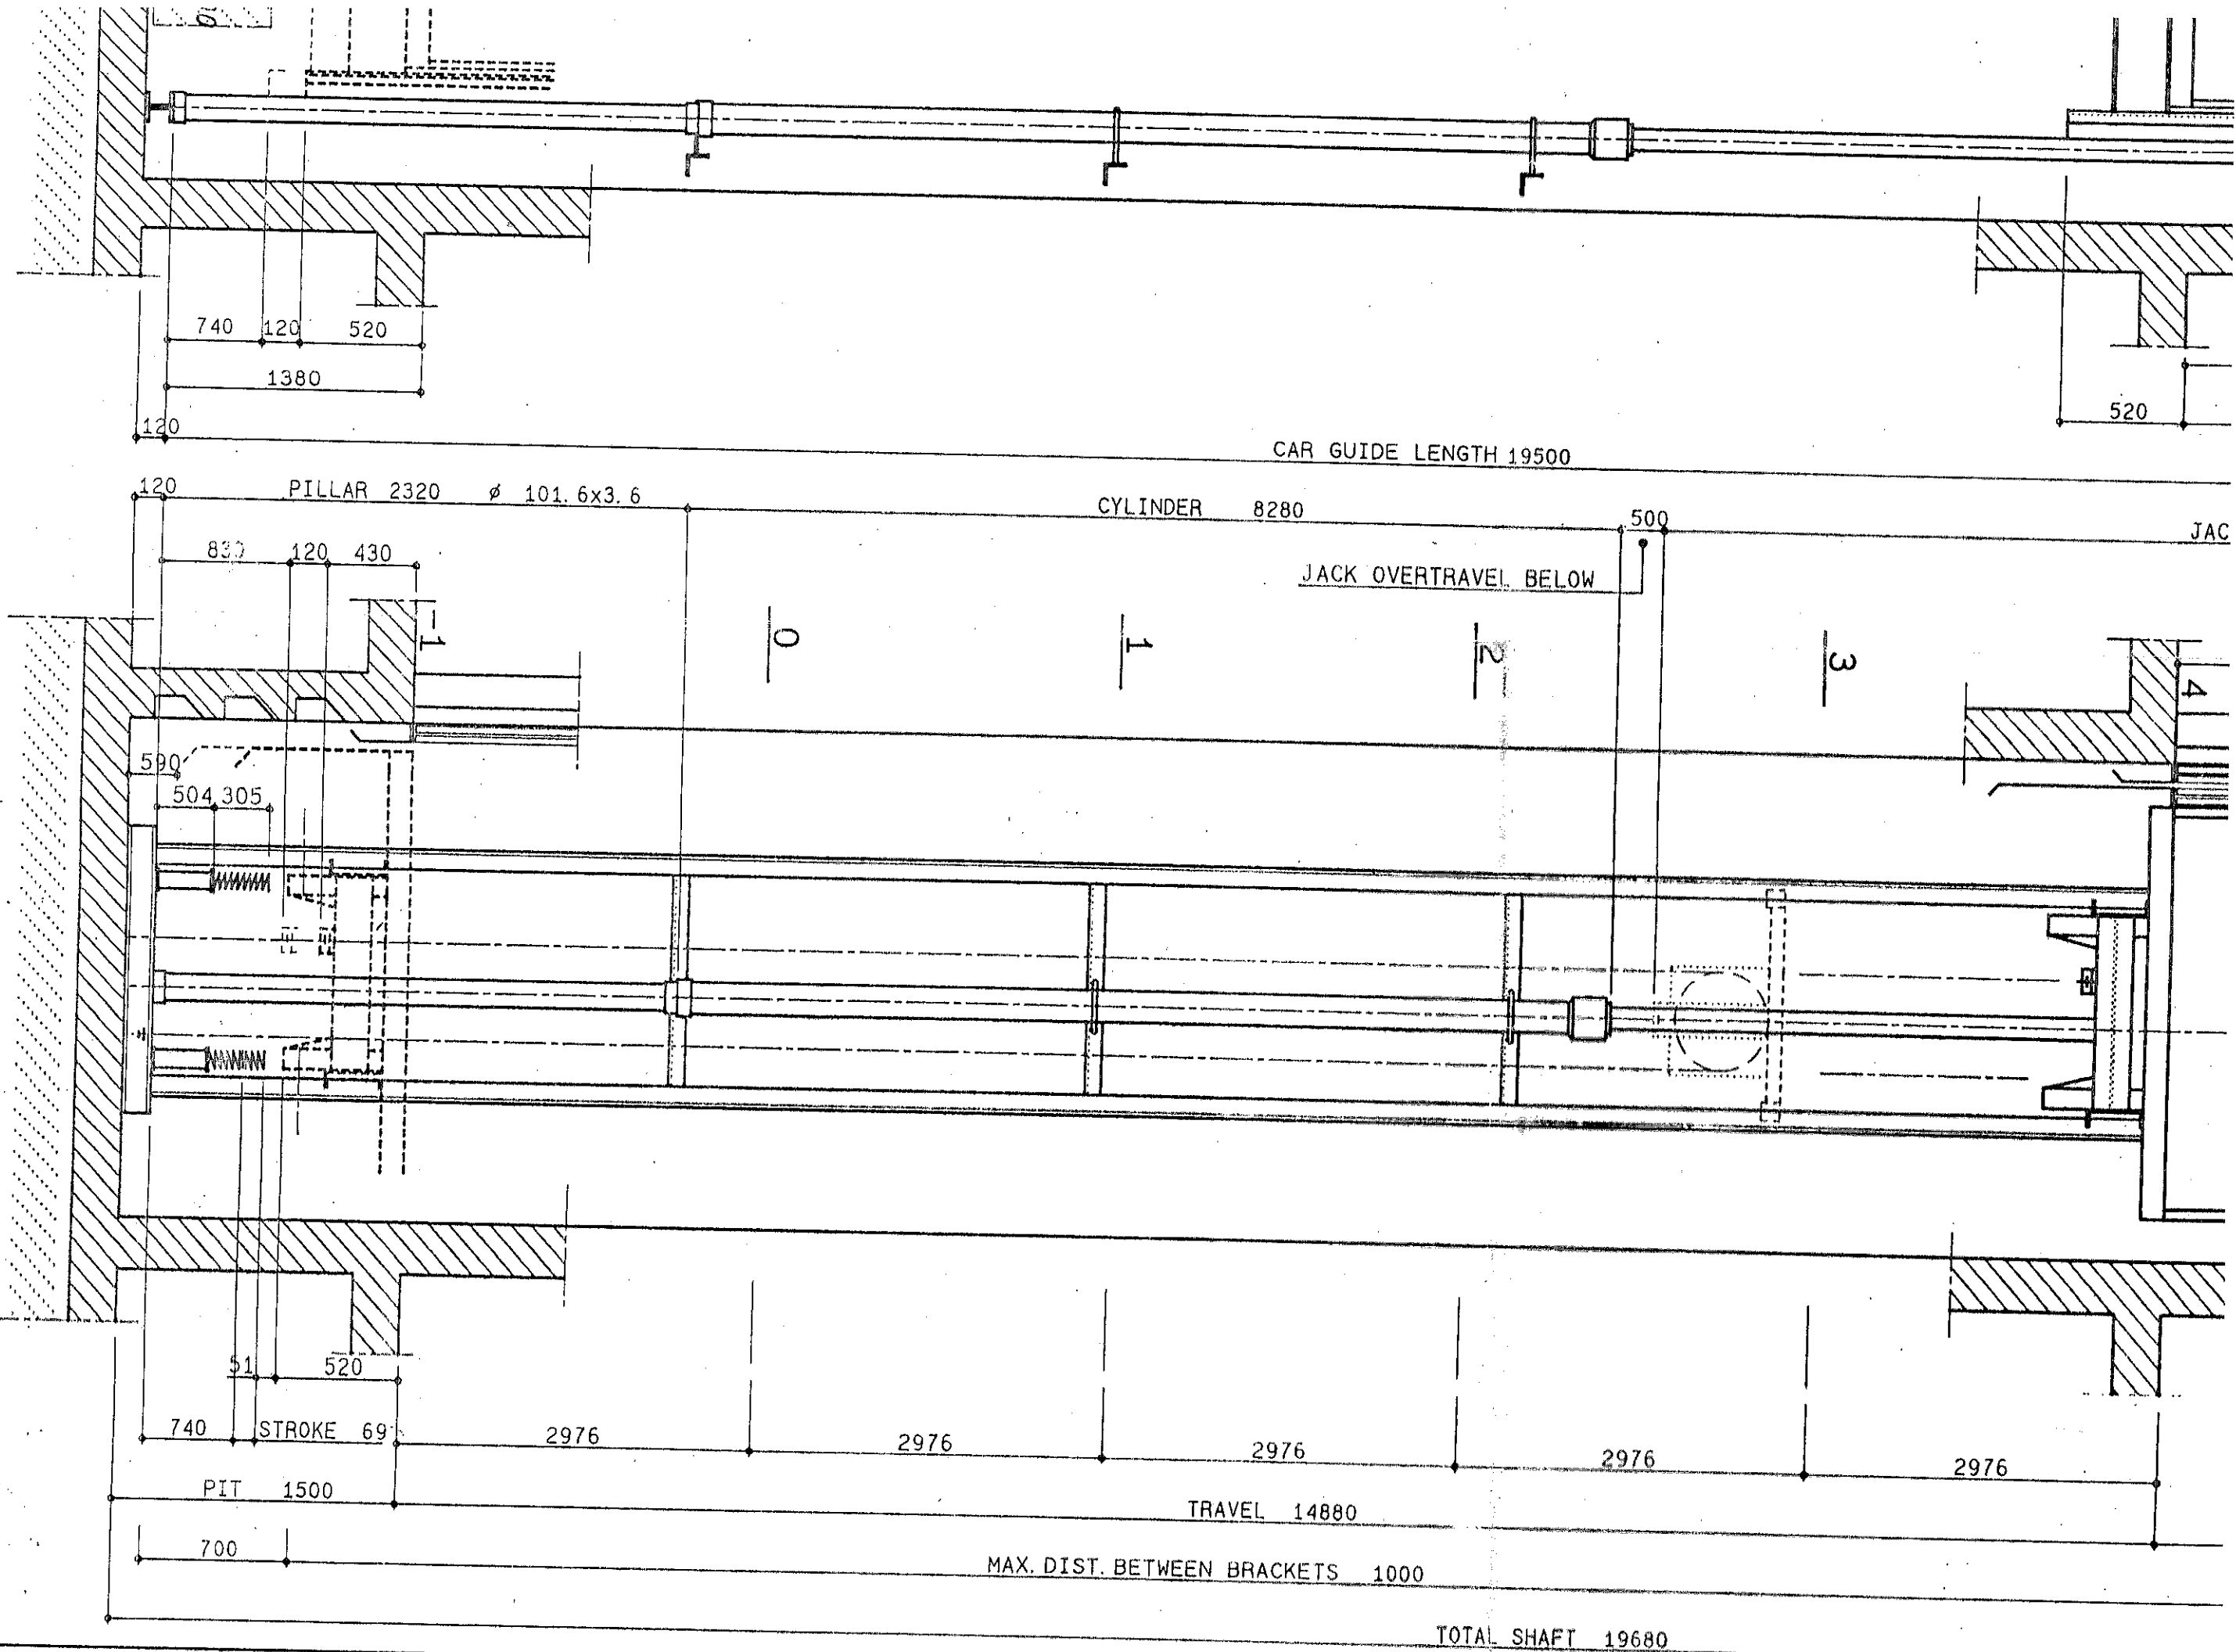 740 120 520
1380
520
120
CAR GUIDE LENGTH 19500
120 PILLAR 2320 ø 101.6x3.6
CYLINDER 8280
500
JAC
830 120 430
JACK OVERTRAVEL BELOW
-1
0
1
2
3
4
590
504 305
51 520
740 STROKE 69
2976
2976
2976
2976
2976
PIT 1500
TRAVEL 14880
700
MAX. DIST. BETWEEN BRACKETS 1000
TOTAL SHAFT 19680